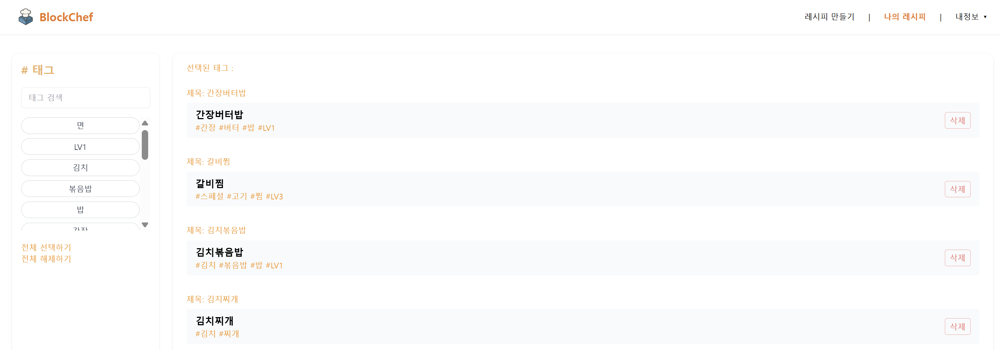 BlockChef
레시피 만들기 | 나의 레시피 | 내정보 ▼
# 태그
태그 검색
면
LV1
김치
볶음밥
밥
간장
전체 선택하기
전체 해제하기
선택된 태그 :
제목: 간장버터밥
간장버터밥
#간장 #버터 #밥 #LV1
삭제
제목: 갈비찜
갈비찜
#스페셜 #고기 #찜 #LV3
삭제
제목: 김치볶음밥
김치볶음밥
#김치 #볶음밥 #밥 #LV1
삭제
제목: 김치찌개
김치찌개
#김치 #찌개
삭제